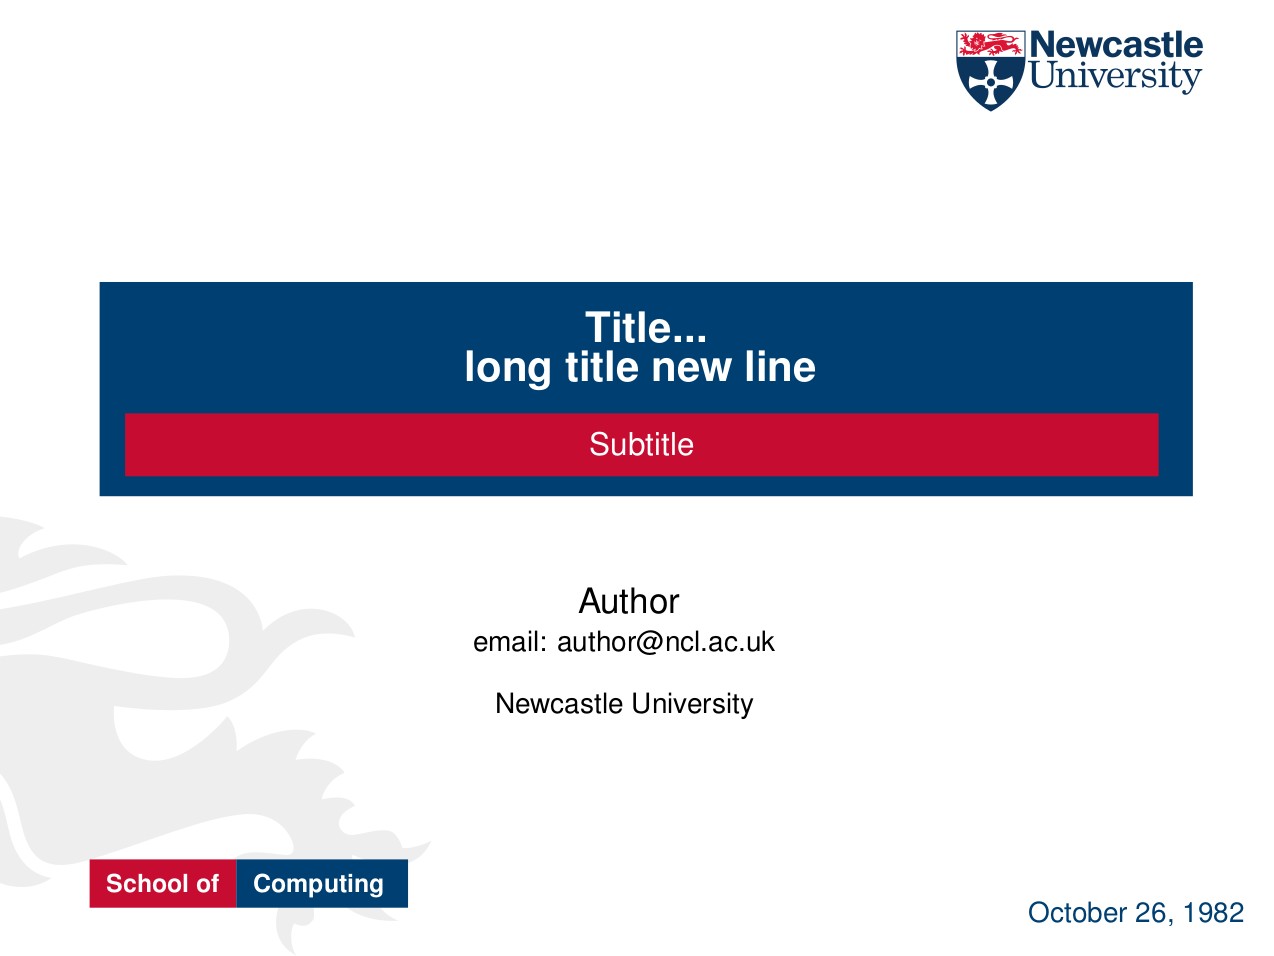 Newcastle
University
Title...
long title new line
Subtitle
Author
email: author@ncl.ac.uk
Newcastle University
School of Computing
October 26, 1982